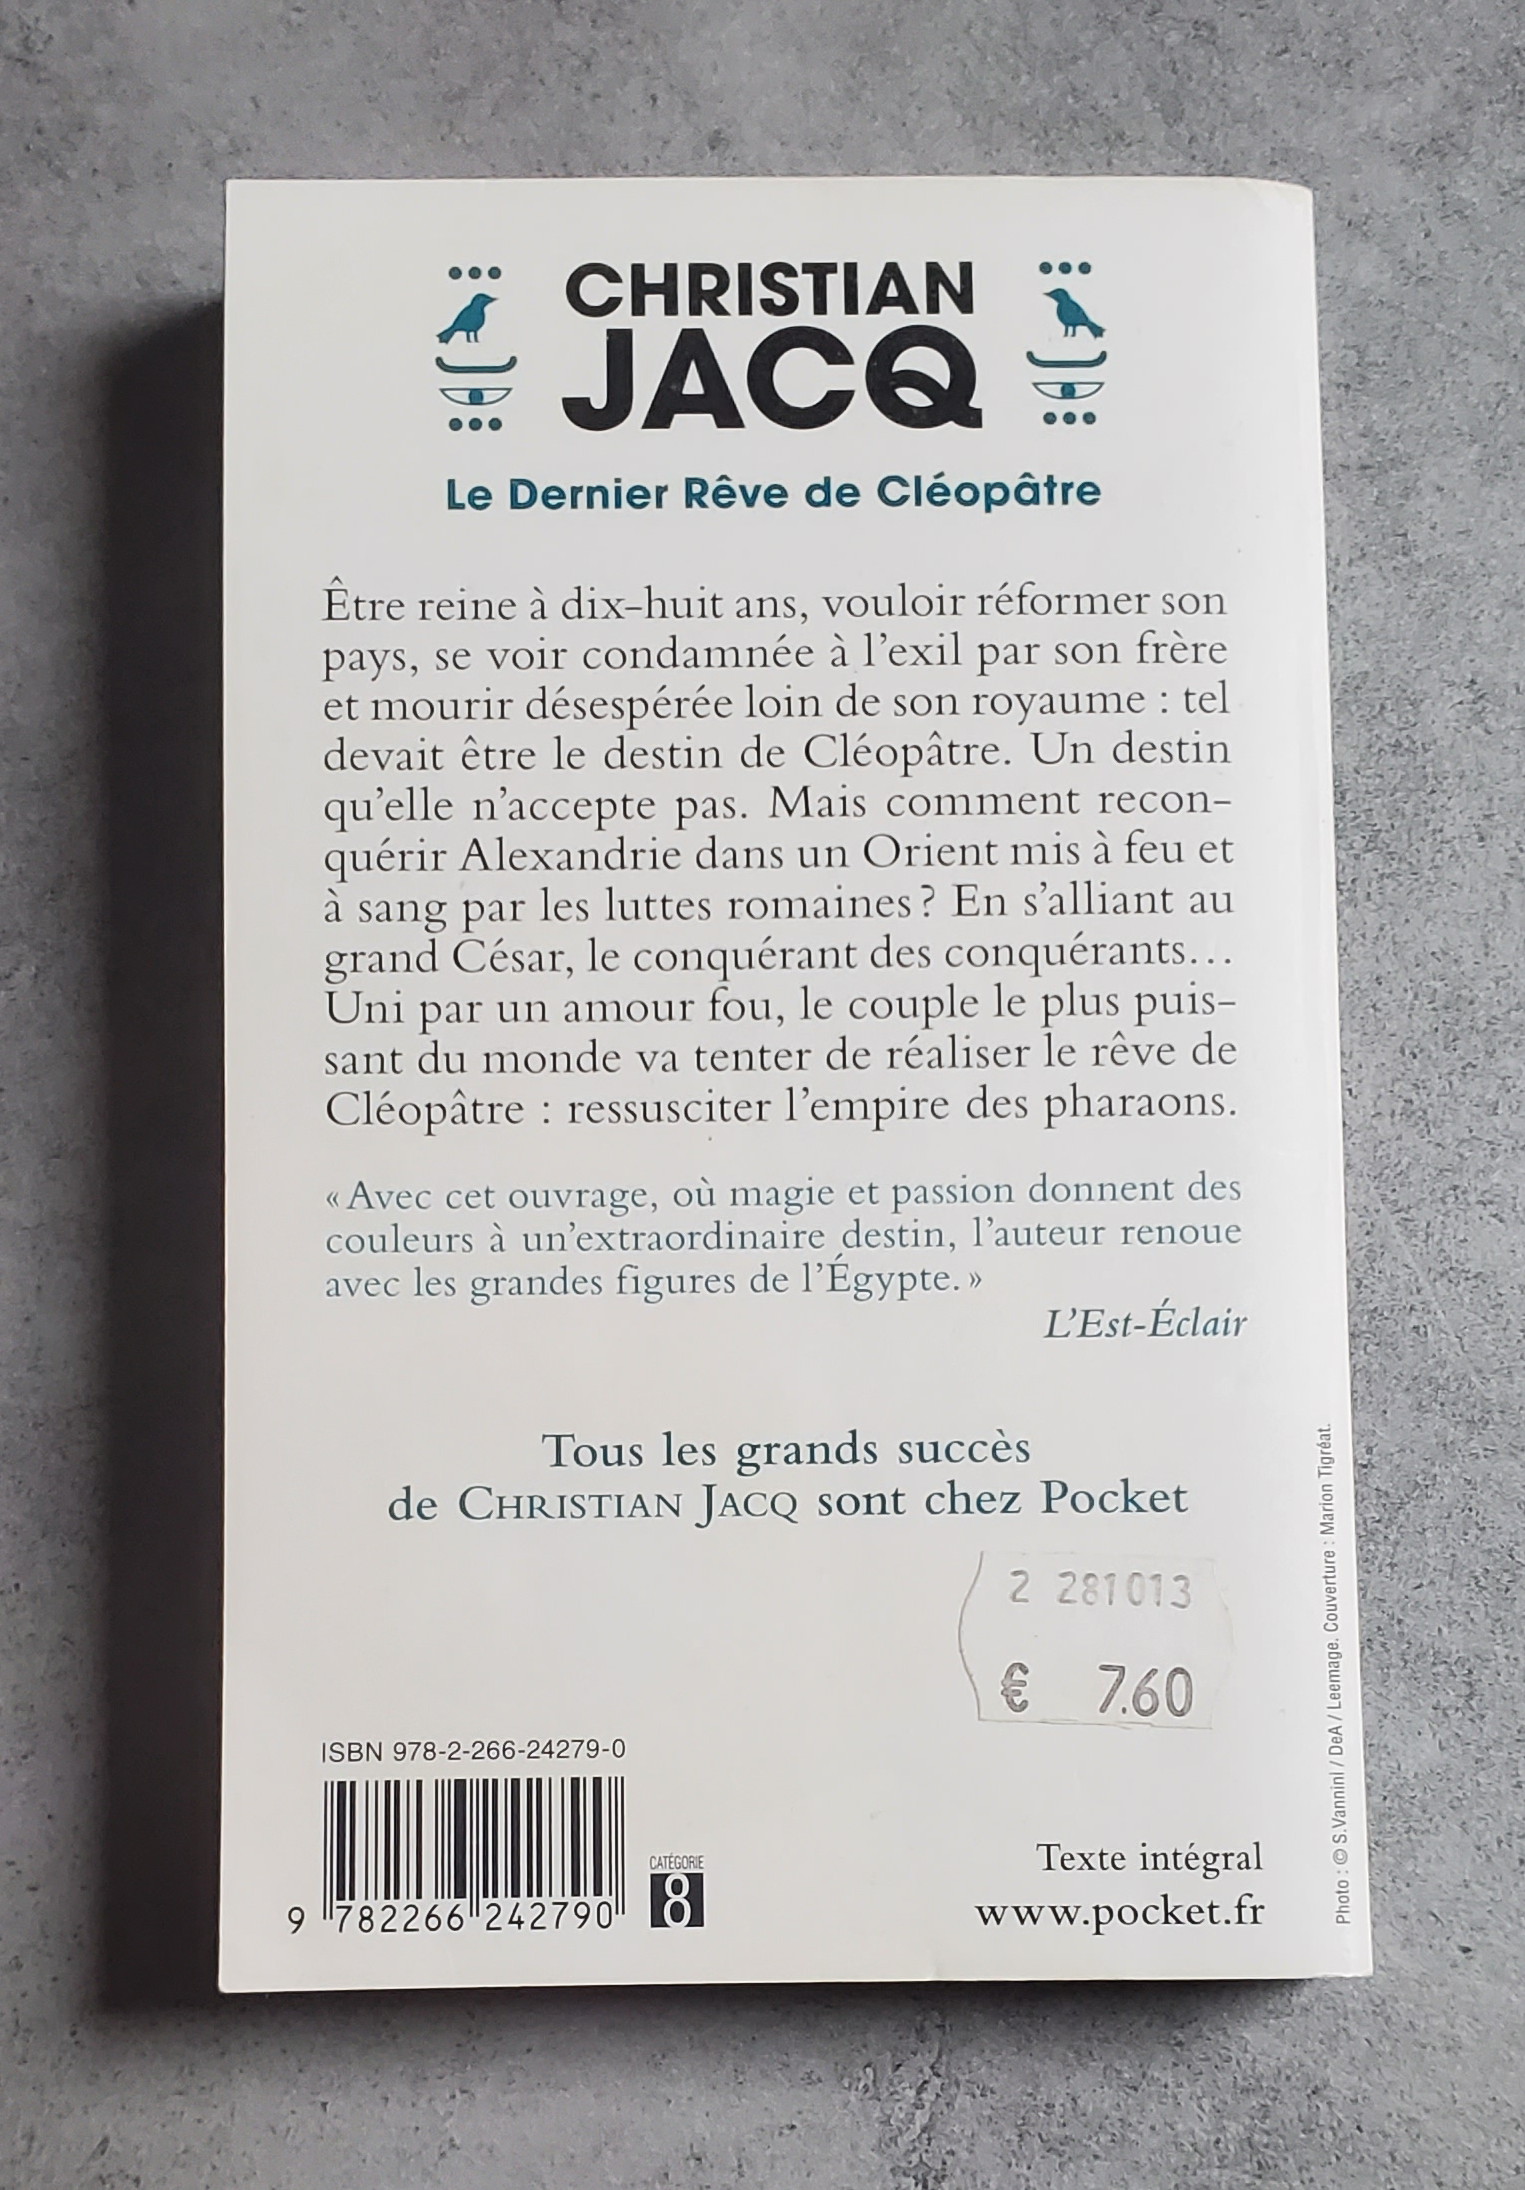 CHRISTIAN
JACQ
Le Dernier Rêve de Cléopâtre
Être reine à dix-huit ans, vouloir réformer son
pays, se voir condamnée à l'exil par son frère
et mourir désespérée loin de son royaume : tel
devait être le destin de Cléopâtre. Un destin
qu'elle n'accepte pas. Mais comment recon-
quérir Alexandrie dans un Orient mis à feu et
à sang par les luttes romaines ? En s'alliant au
grand César, le conquérant des conquérants…
Uni par un amour fou, le couple le plus puis-
sant du monde va tenter de réaliser le rêve de
Cléopâtre : ressusciter l'empire des pharaons.
« Avec cet ouvrage, où magie et passion donnent des
couleurs à un'extraordinaire destin, l'auteur renoue
avec les grandes figures de l'Égypte. »
L'Est-Éclair
Tous les grands succès
de CHRISTIAN JACQ sont chez Pocket
2 281013
€ 7.60
ISBN 978-2-266-24279-0
9 782266 242790
CATÉGORIE
8
Texte intégral
www.pocket.fr
Photo : © S.Vannini / DeA / Leemage. Couverture : Marion Tigréat.